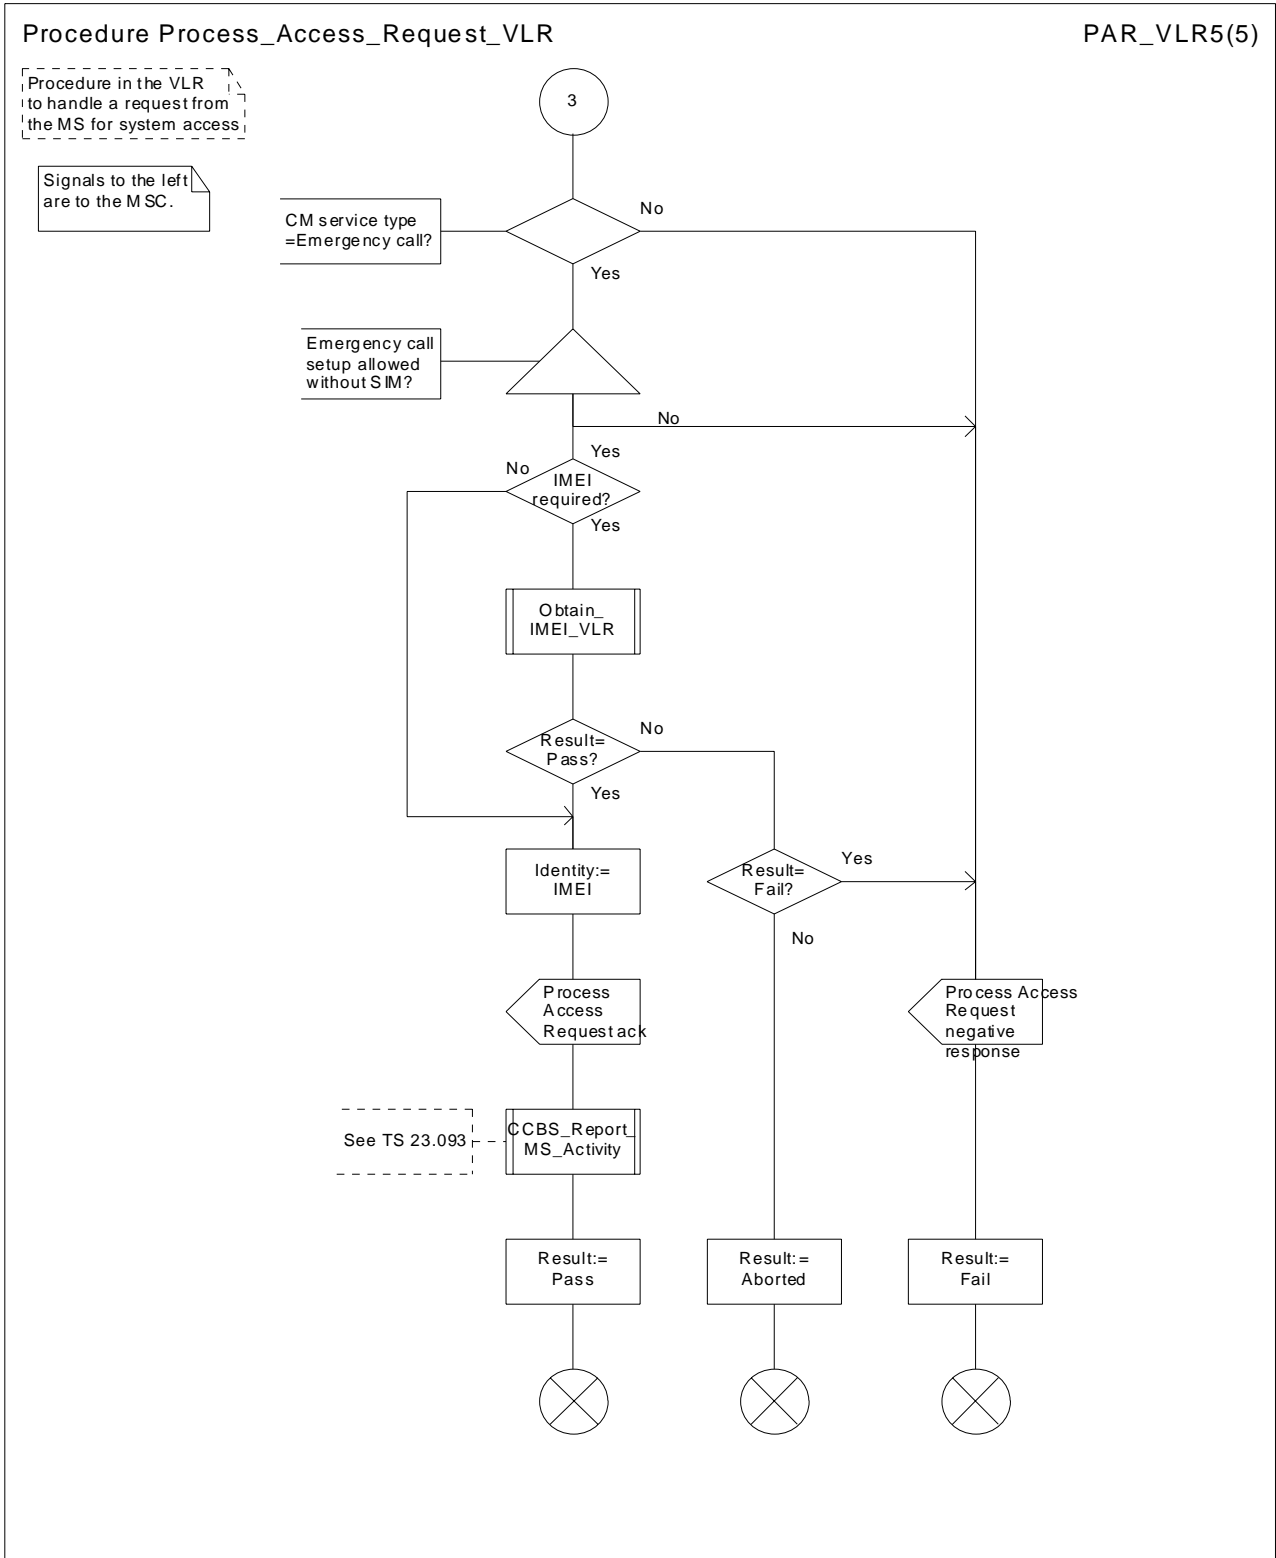 Procedure Process_Access_Request_VLR
PAR_VLR5(5)
Procedure in the VLR
to handle a request from
the MS for system access
3
Signals to the left
are to the MSC.
CM service type
=Emergency call?
No
Yes
Emergency call
setup allowed
without SIM?
No
Yes
No
IMEI
required?
Yes
Obtain_
IMEI_VLR
No
Result=
Pass?
Yes
Identity:=
IMEI
Result=
Fail?
Yes
No
Process
Access
Request ack
Process Access
Request
negative
response
See TS 23.093
CCBS_Report_
MS_Activity
Result:=
Pass
Result:=
Aborted
Result:=
Fail